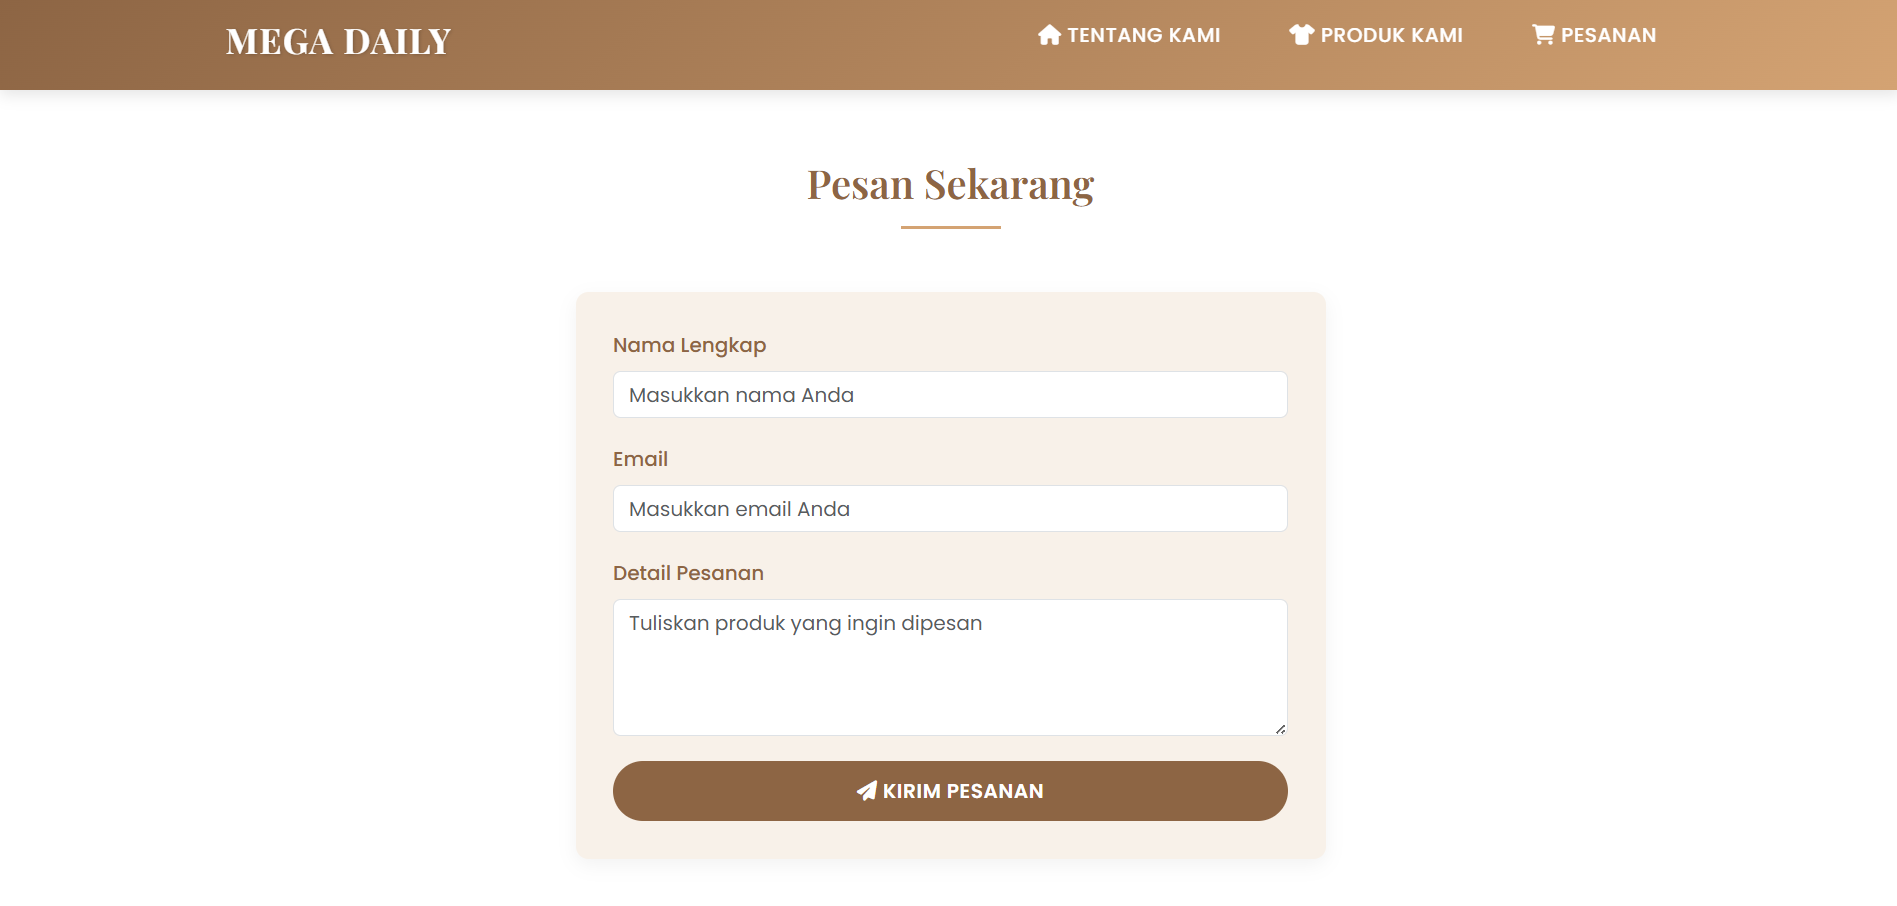 MEGA DAILY
TENTANG KAMI
PRODUK KAMI
PESANAN
Pesan Sekarang
Nama Lengkap
Masukkan nama Anda
Email
Masukkan email Anda
Detail Pesanan
Tuliskan produk yang ingin dipesan
KIRIM PESANAN